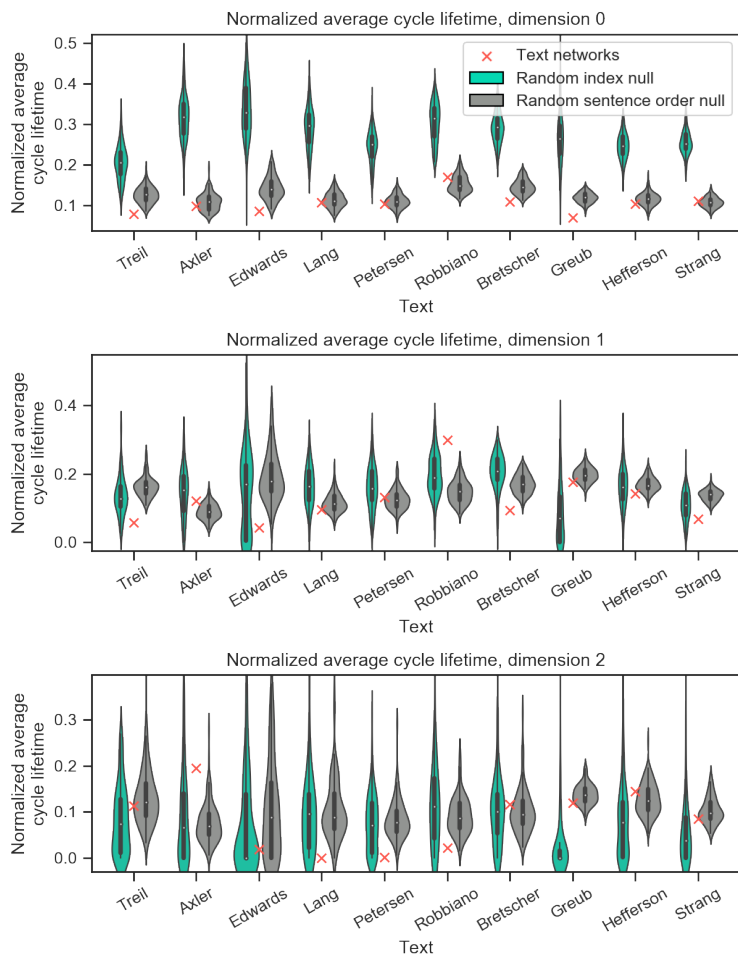 Normalized average cycle lifetime, dimension 0
Normalized average
cycle lifetime
0.5
0.4
0.3
0.2
0.1
Text networks
Random index null
Random sentence order null
Treil
Axler
Edwards
Lang
Petersen
Robbiano
Bretscher
Greub
Hefferson
Strang
Text
Normalized average cycle lifetime, dimension 1
Normalized average
cycle lifetime
0.4
0.2
0.0
Treil
Axler
Edwards
Lang
Petersen
Robbiano
Bretscher
Greub
Hefferson
Strang
Text
Normalized average cycle lifetime, dimension 2
Normalized average
cycle lifetime
0.3
0.2
0.1
0.0
Treil
Axler
Edwards
Lang
Petersen
Robbiano
Bretscher
Greub
Hefferson
Strang
Text